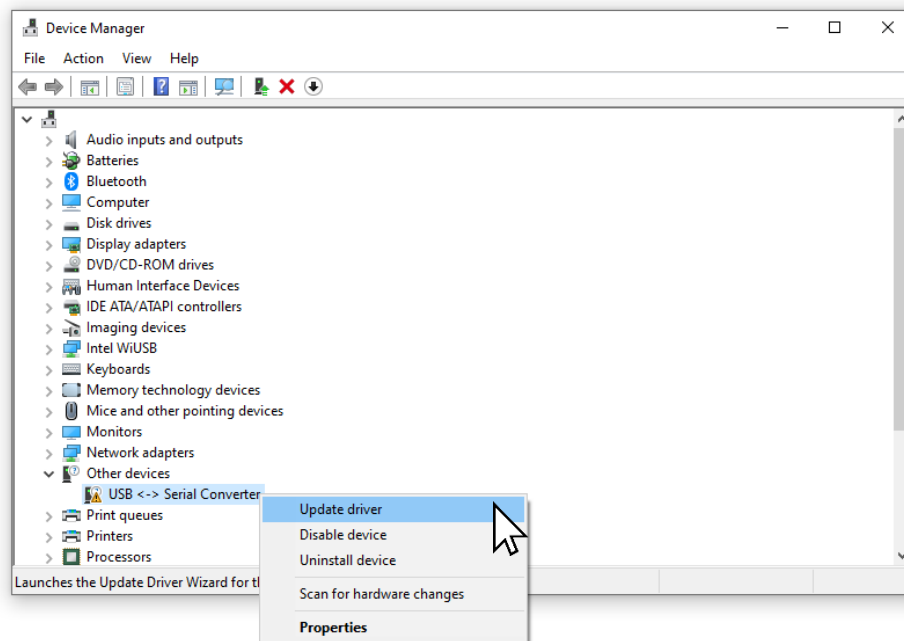 Device Manager
File Action View Help
Audio inputs and outputs
Batteries
Bluetooth
Computer
Disk drives
Display adapters
DVD/CD-ROM drives
Human Interface Devices
IDE ATA/ATAPI controllers
Imaging devices
Intel WiUSB
Keyboards
Memory technology devices
Mice and other pointing devices
Monitors
Network adapters
Other devices
USB <-> Serial Converter
Print queues
Printers
Processors
Update driver
Disable device
Uninstall device
Scan for hardware changes
Properties
Launches the Update Driver Wizard for